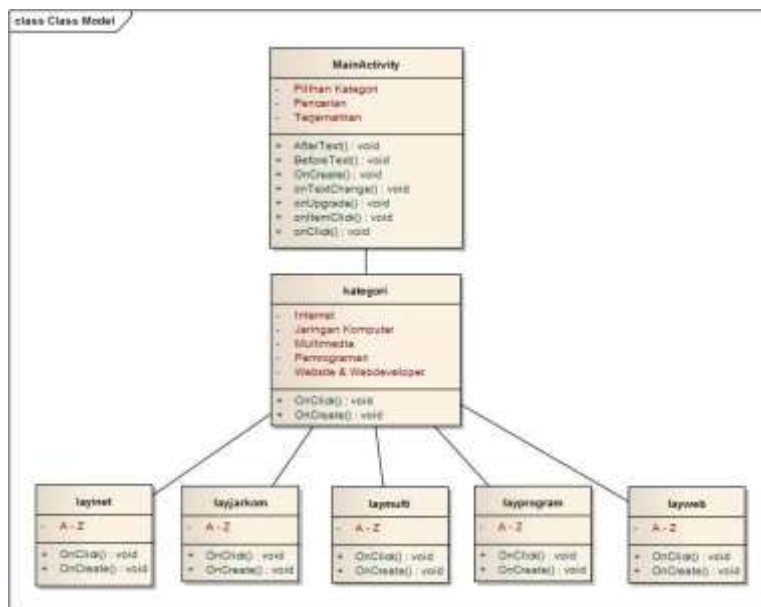 class Class Model
MainActivity
- Pilihan Kategori
- Pencarian
- Terjemahkan
+ AfterText() : void
+ BeforeText() : void
+ OnCreate() : void
+ onTextChange() : void
+ onUpgrade() : void
+ onItemClick() : void
+ onClick() : void
kategori
- Internet
- Jaringan Komputer
- Multimedia
- Pemrograman
- Website & Webdeveloper
+ OnClick() : void
+ OnCreate() : void
layinet
- A - Z
+ OnClick() : void
+ OnCreate() : void
layjarkom
- A - Z
+ OnClick() : void
+ OnCreate() : void
laymulti
- A - Z
+ OnClick() : void
+ OnCreate() : void
layprogram
- A - Z
+ OnClick() : void
+ OnCreate() : void
layweb
- A - Z
+ OnClick() : void
+ OnCreate() : void